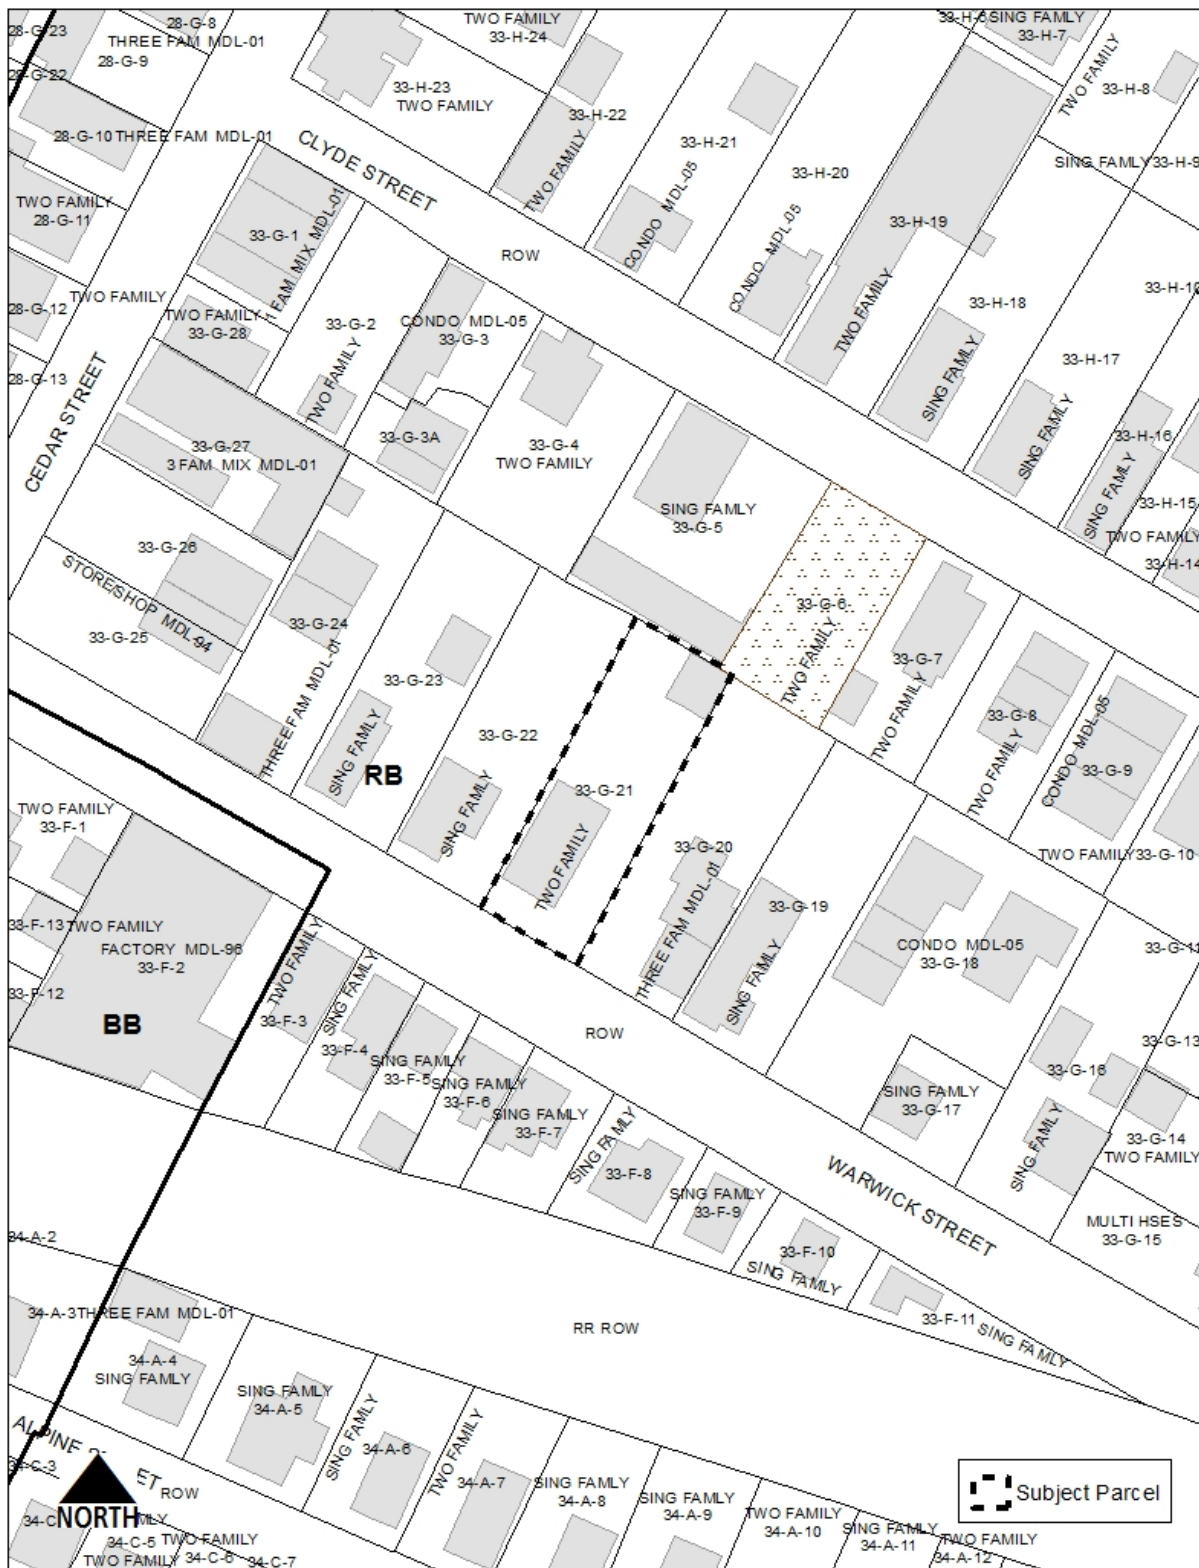 28-G-23
28-G-8
THREE FAM MDL-01
28-G-9
28-G-22
28-G-10 THREE FAM MDL-01
TWO FAMILY
28-G-11
28-G-12
TWO FAMILY
28-G-13
TWO FAMILY
33-H-24
33-H-23
TWO FAMILY
33-H-22
TWO FAMILY
33-H-21
CONDO MDL-05
33-H-20
CONDO MDL-05
33-H-19
TWO FAMILY
SING FAMLY
33-H-7
TWO FAMILY
33-H-8
SING FAMLY 33-H-9
33-H-10
33-H-18
SING FAMLY
33-H-17
SING FAMLY
33-H-16
SING FAMLY
33-H-15
TWO FAMILY
33-H-14
CLYDE STREET
ROW
CEDAR STREET
33-G-1
1 FAM MIX MDL-01
TWO FAMILY
33-G-28
33-G-2
TWO FAMILY
CONDO MDL-05
33-G-3
33-G-3A
33-G-4
TWO FAMILY
33-G-27
3 FAM MIX MDL-01
SING FAMLY
33-G-5
33-G-6
TWO FAMILY
33-G-7
TWO FAMILY
33-G-8
TWO FAMILY
CONDO MDL-05
33-G-9
TWO FAMILY 33-G-10
33-G-26
STORE/SHOP MDL-94
33-G-25
33-G-24
THREE FAM MDL-01
33-G-23
SING FAMLY
RB
33-G-22
SING FAMLY
33-G-21
TWO FAMILY
33-G-20
THREE FAM MDL-01
33-G-19
SING FAMLY
CONDO MDL-05
33-G-18
33-G-11
33-G-13
33-G-16
SING FAMLY
SING FAMLY
33-G-17
33-G-14
TWO FAMILY
MULTI HSES
33-G-15
TWO FAMILY
33-F-1
33-F-13
TWO FAMILY
FACTORY MDL-96
33-F-2
33-F-12
BB
TWO FAMILY
33-F-3
SING FAMLY
33-F-4
SING FAMLY
33-F-5
SING FAMLY
33-F-6
SING FAMLY
33-F-7
SING FAMLY
33-F-8
SING FAMLY
33-F-9
33-F-10
SING FAMLY
33-F-11
SING FAMLY
ROW
WARWICK STREET
34-A-2
RR ROW
34-A-3 THREE FAM MDL-01
34-A-4
SING FAMLY
SING FAMLY
34-A-5
SING FAMLY
34-A-6
TWO FAMILY
34-A-7
SING FAMLY
34-A-8
SING FAMLY
34-A-9
TWO FAMILY
34-A-10
SING FAMLY
34-A-11
TWO FAMILY
34-A-12
ALPINE
ROW
NORTH
34-C-5
TWO FAMILY
TWO FAMILY
34-C-6
34-C-7
Subject Parcel